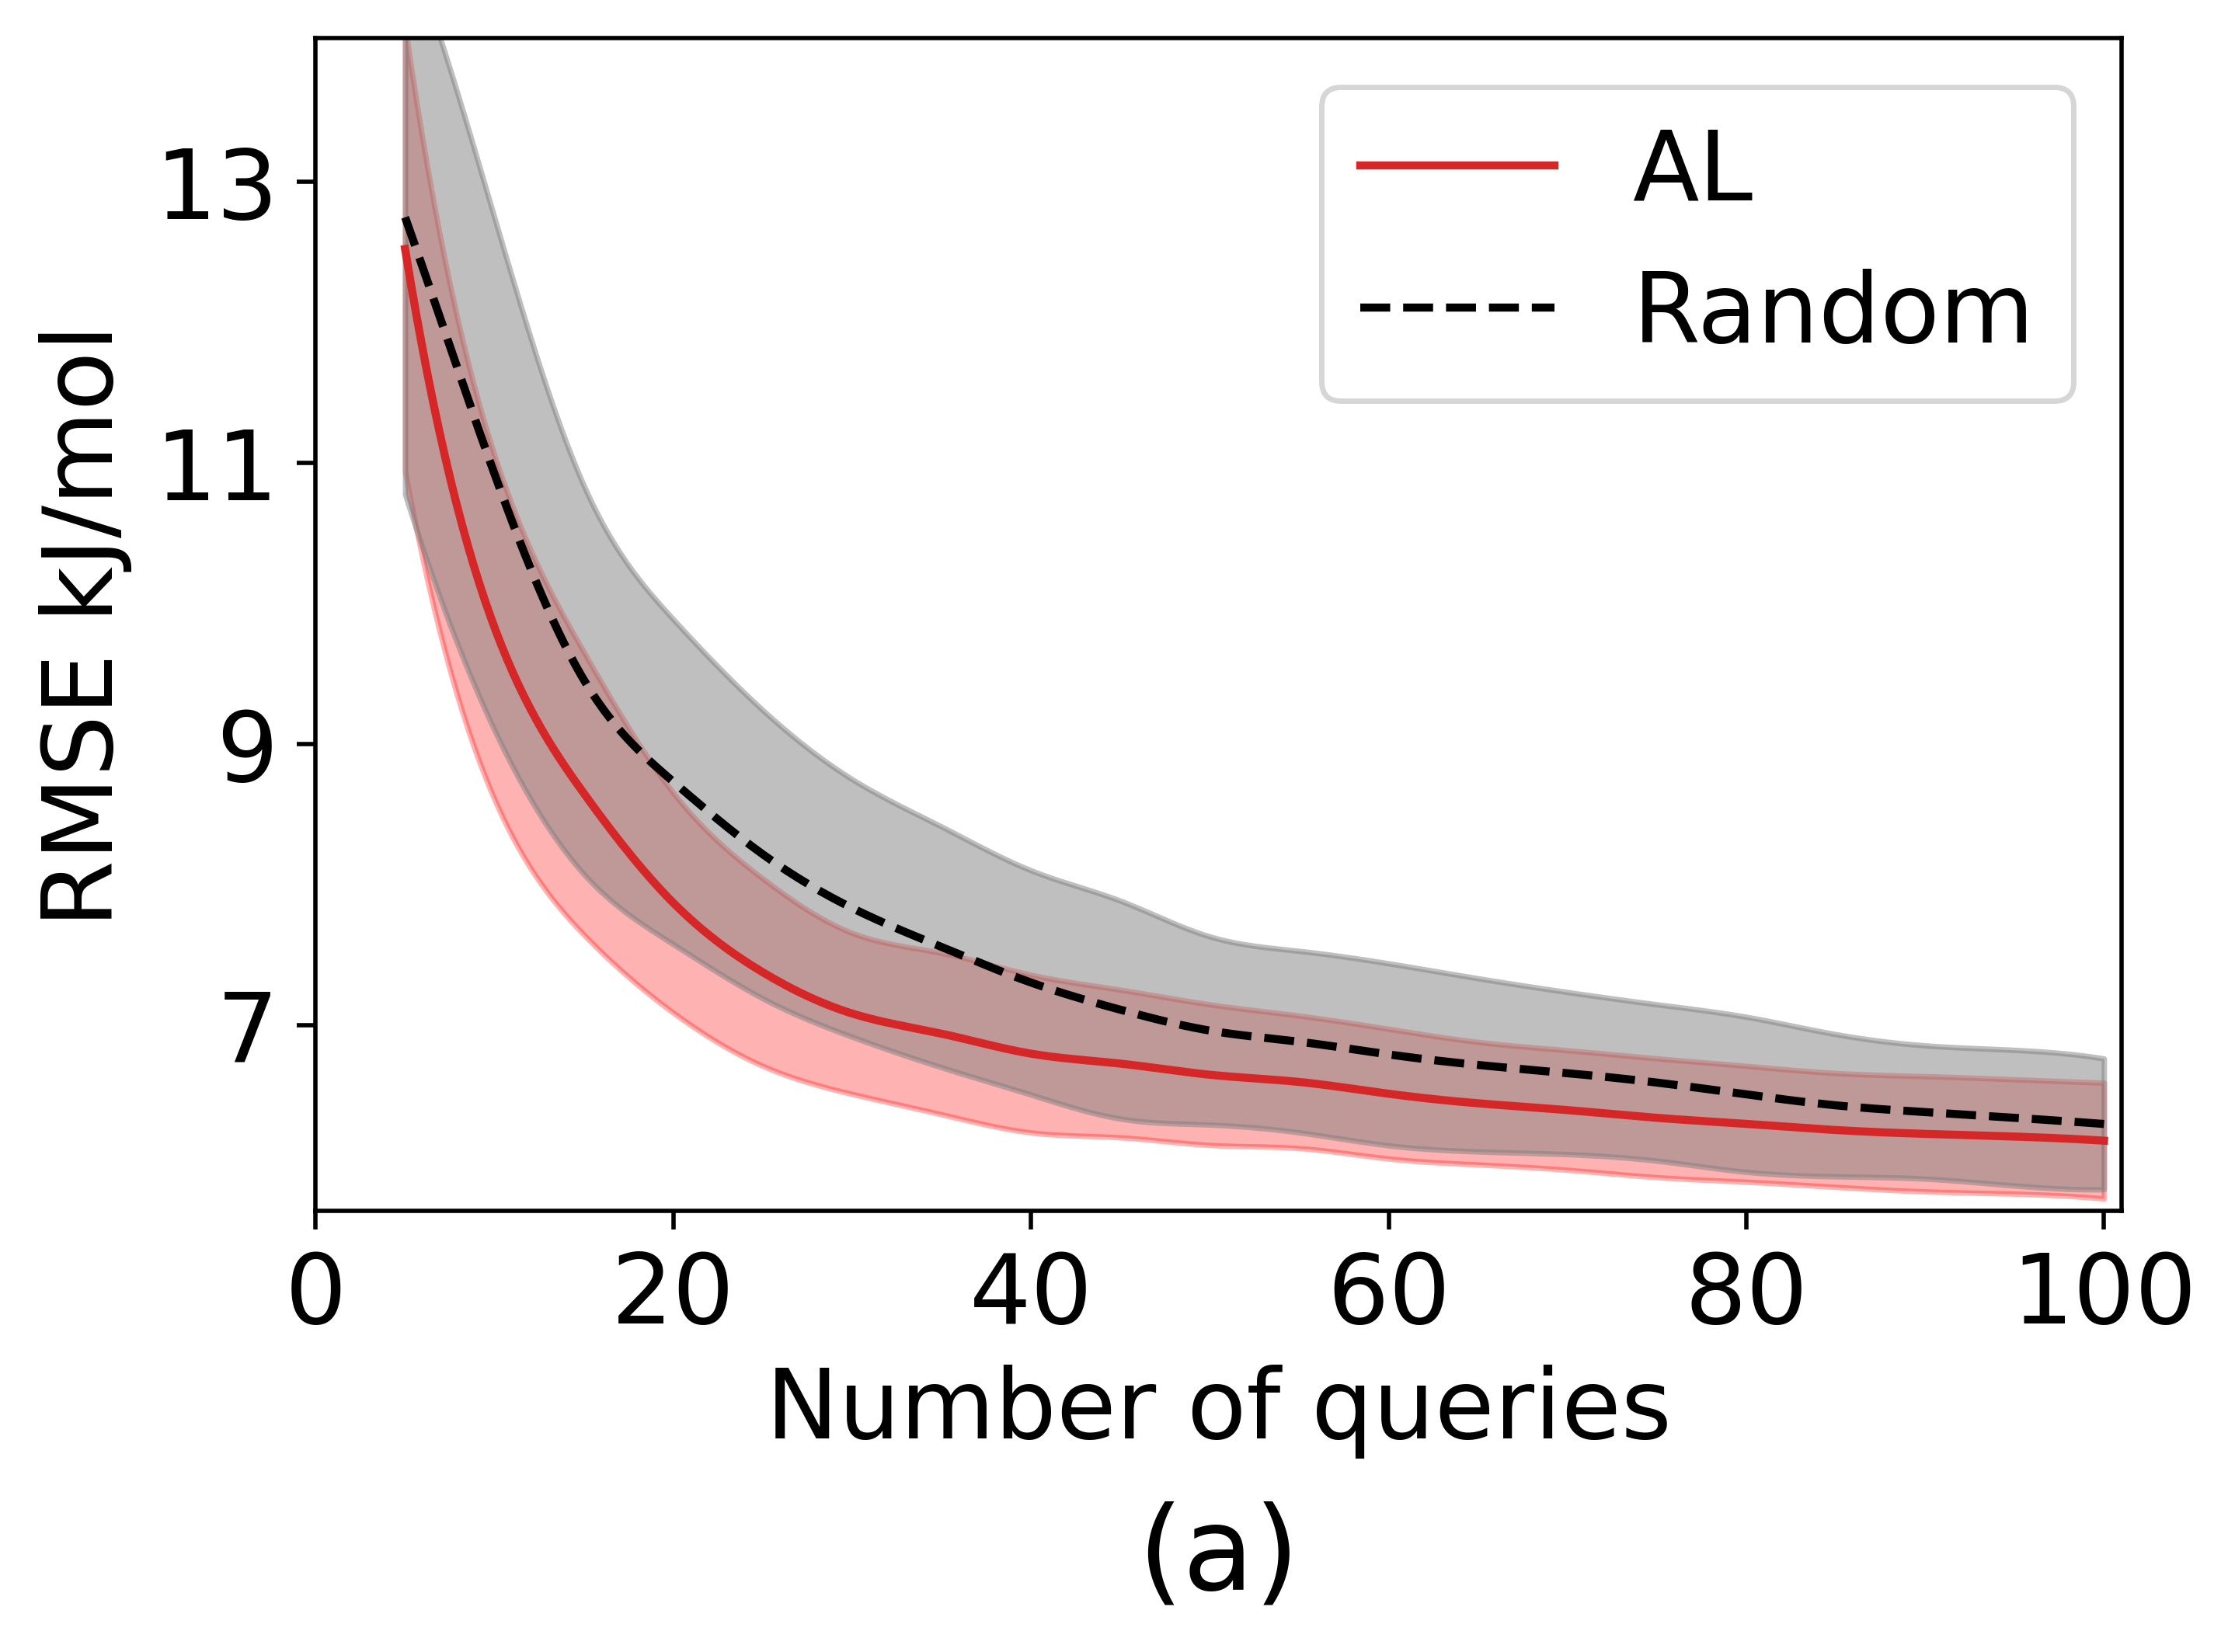 AL
Random
13
11
9
7
RMSE kJ/mol
0 20 40 60 80 100
Number of queries
(a)